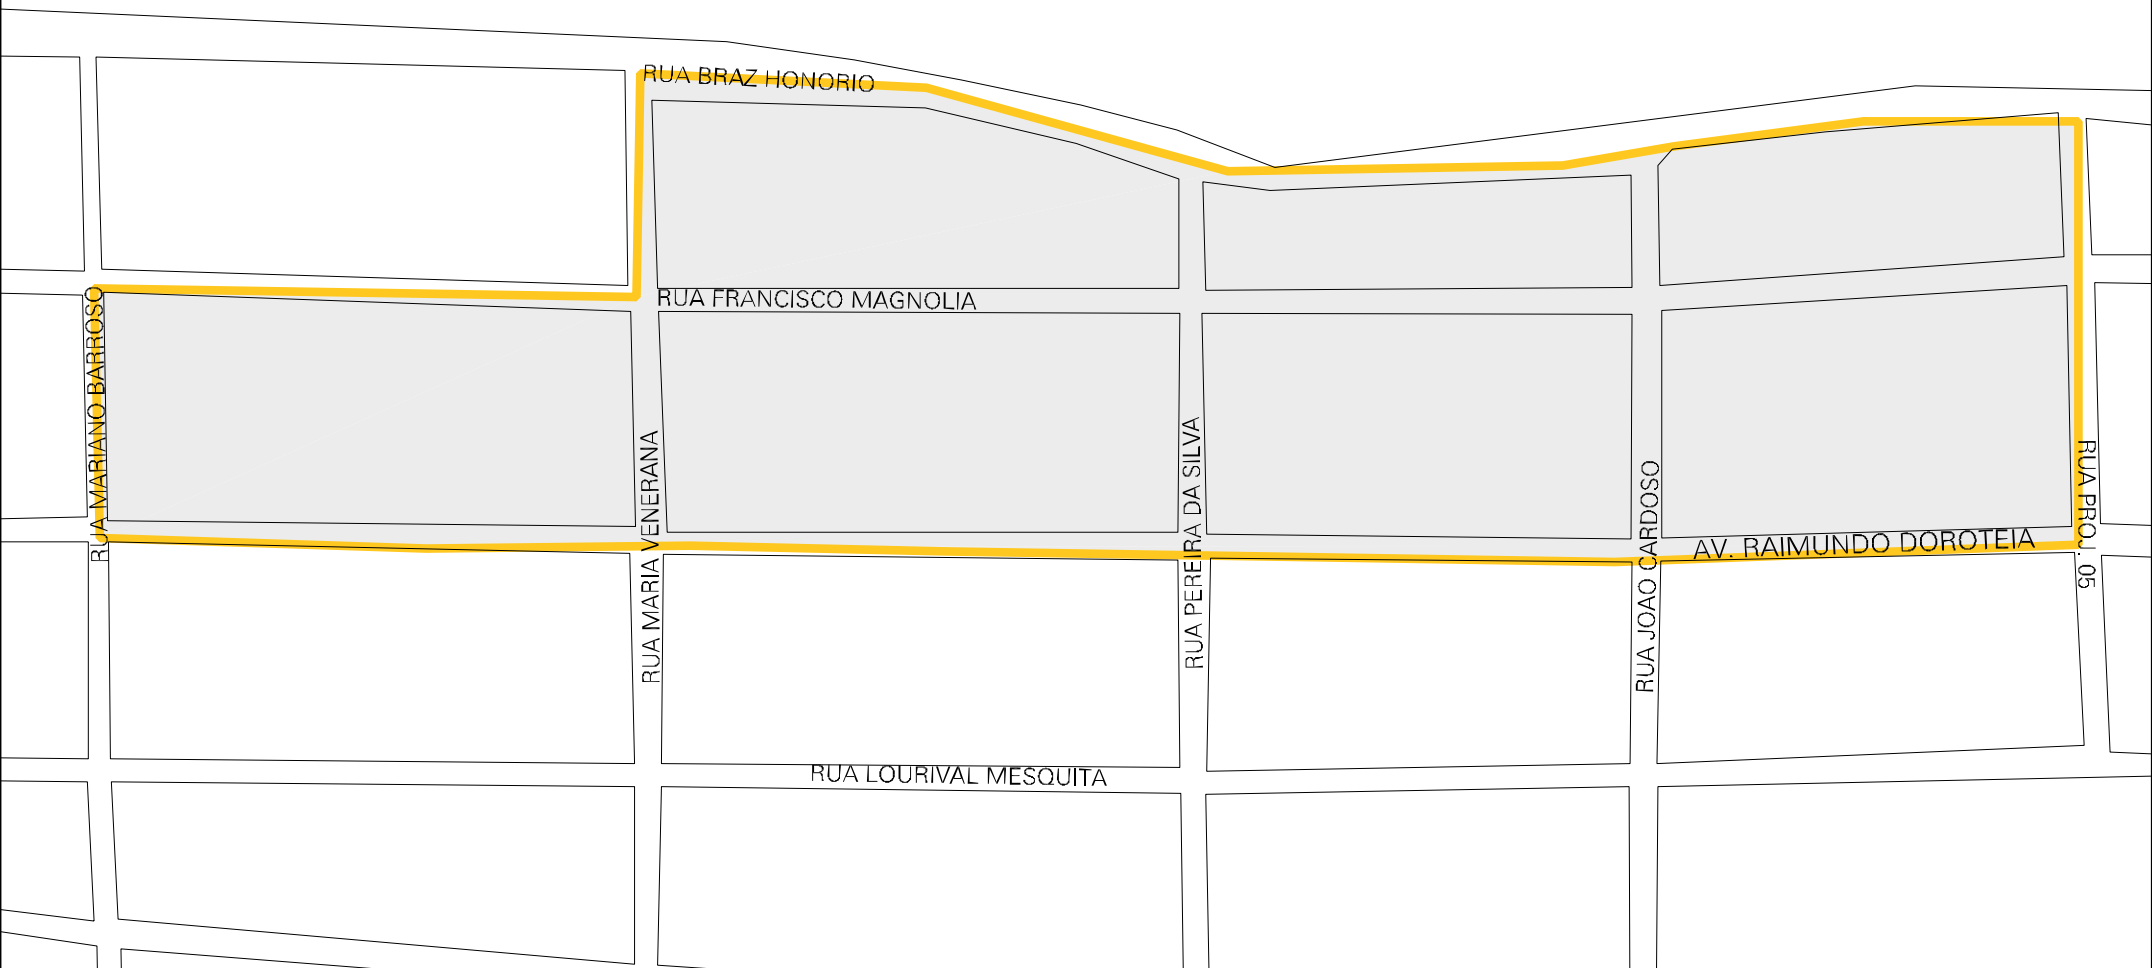 RUA BRAZ HONORIO
RUA FRANCISCO MAGNOLIA
RUA MARIANO BARROSO
RUA MARIA VENERANA
RUA PEREIRA DA SILVA
RUA JOAO CARDOSO
RUA PROJ. 05
AV. RAIMUNDO DOROTEIA
RUA LOURIVAL MESQUITA